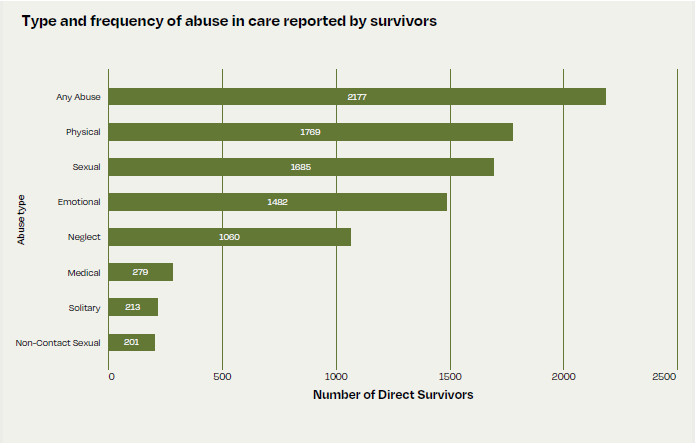 Type and frequency of abuse in care reported by survivors
Abuse type
Any Abuse 2177
Physical 1769
Sexual 1685
Emotional 1482
Neglect 1060
Medical 279
Solitary 213
Non-Contact Sexual 201
0 500 1000 1500 2000 2500
Number of Direct Survivors